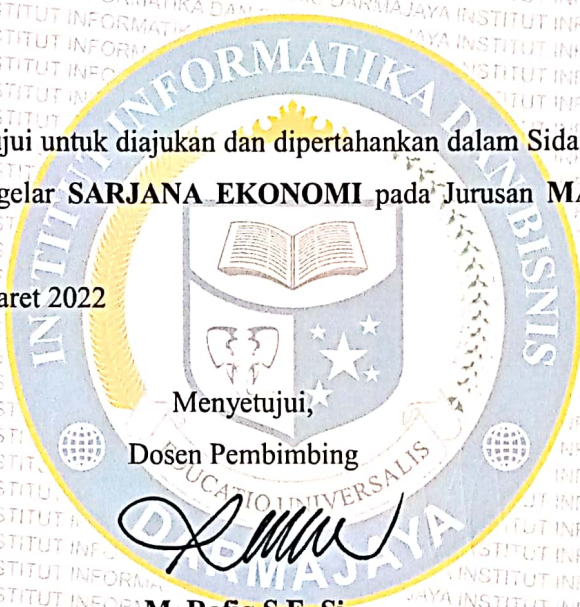 INSTITUT INFORMATIKA DAN BISNIS
DARMAJAYA
EDUCATIO UNIVERSALIS
jui untuk diajukan dan dipertahankan dalam Sida
gelar SARJANA EKONOMI pada Jurusan MA
aret 2022
Menyetujui,
Dosen Pembimbing